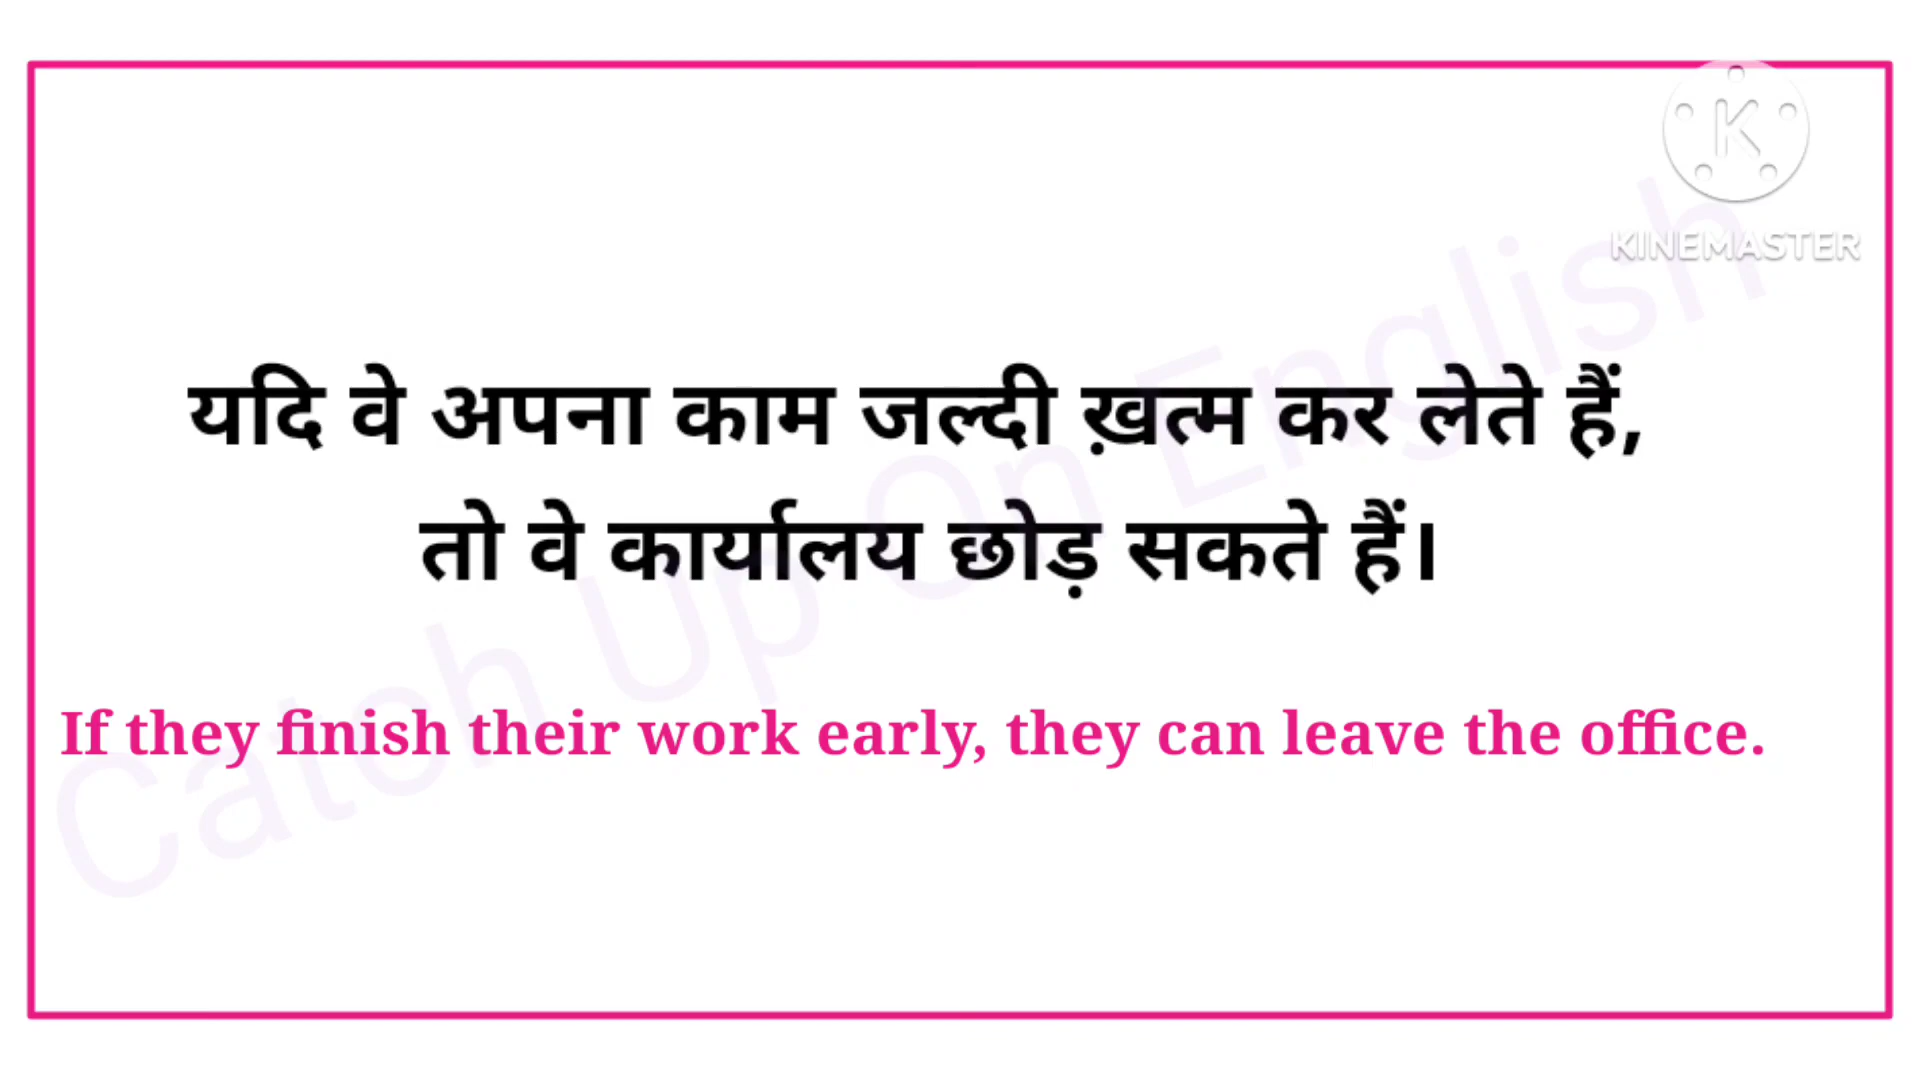 KINEMASTER
यदि वे अपना काम जल्दी ख़त्म कर लेते हैं,
तो वे कार्यालय छोड़ सकते हैं।
If they finish their work early, they can leave the office.
Catch Up On English